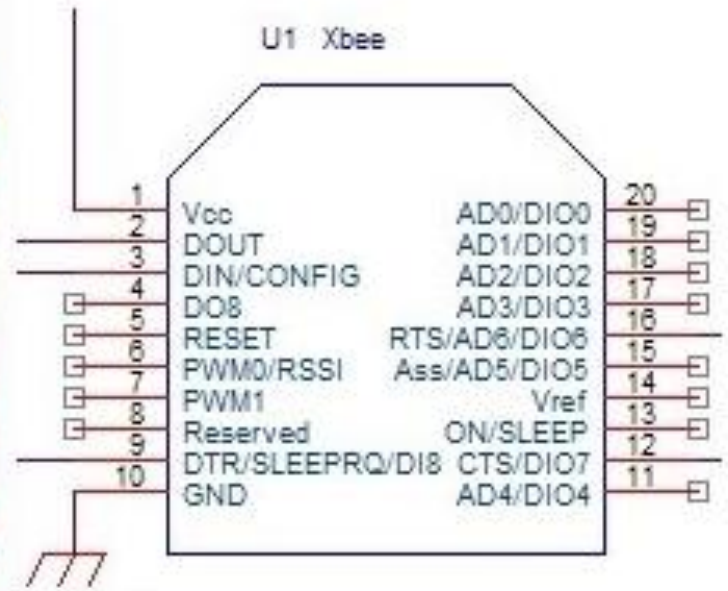 U1 Xbee
1 Vcc
2 DOUT
3 DIN/CONFIG
4 DO8
5 RESET
6 PWM0/RSSI
7 PWM1
8 Reserved
9 DTR/SLEEPRQ/DI8
10 GND
20 AD0/DIO0
19 AD1/DIO1
18 AD2/DIO2
17 AD3/DIO3
16 RTS/AD6/DIO6
15 Ass/AD5/DIO5
14 Vref
13 ON/SLEEP
12 CTS/DIO7
11 AD4/DIO4